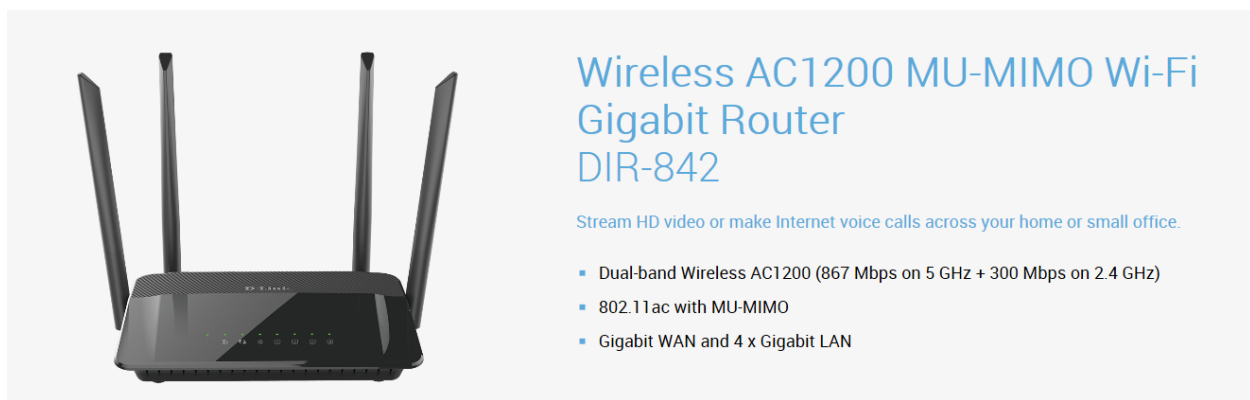 Wireless AC1200 MU-MIMO Wi-Fi
Gigabit Router
DIR-842
Stream HD video or make Internet voice calls across your home or small office.
Dual-band Wireless AC1200 (867 Mbps on 5 GHz + 300 Mbps on 2.4 GHz)
802.11ac with MU-MIMO
Gigabit WAN and 4 x Gigabit LAN
D-Link